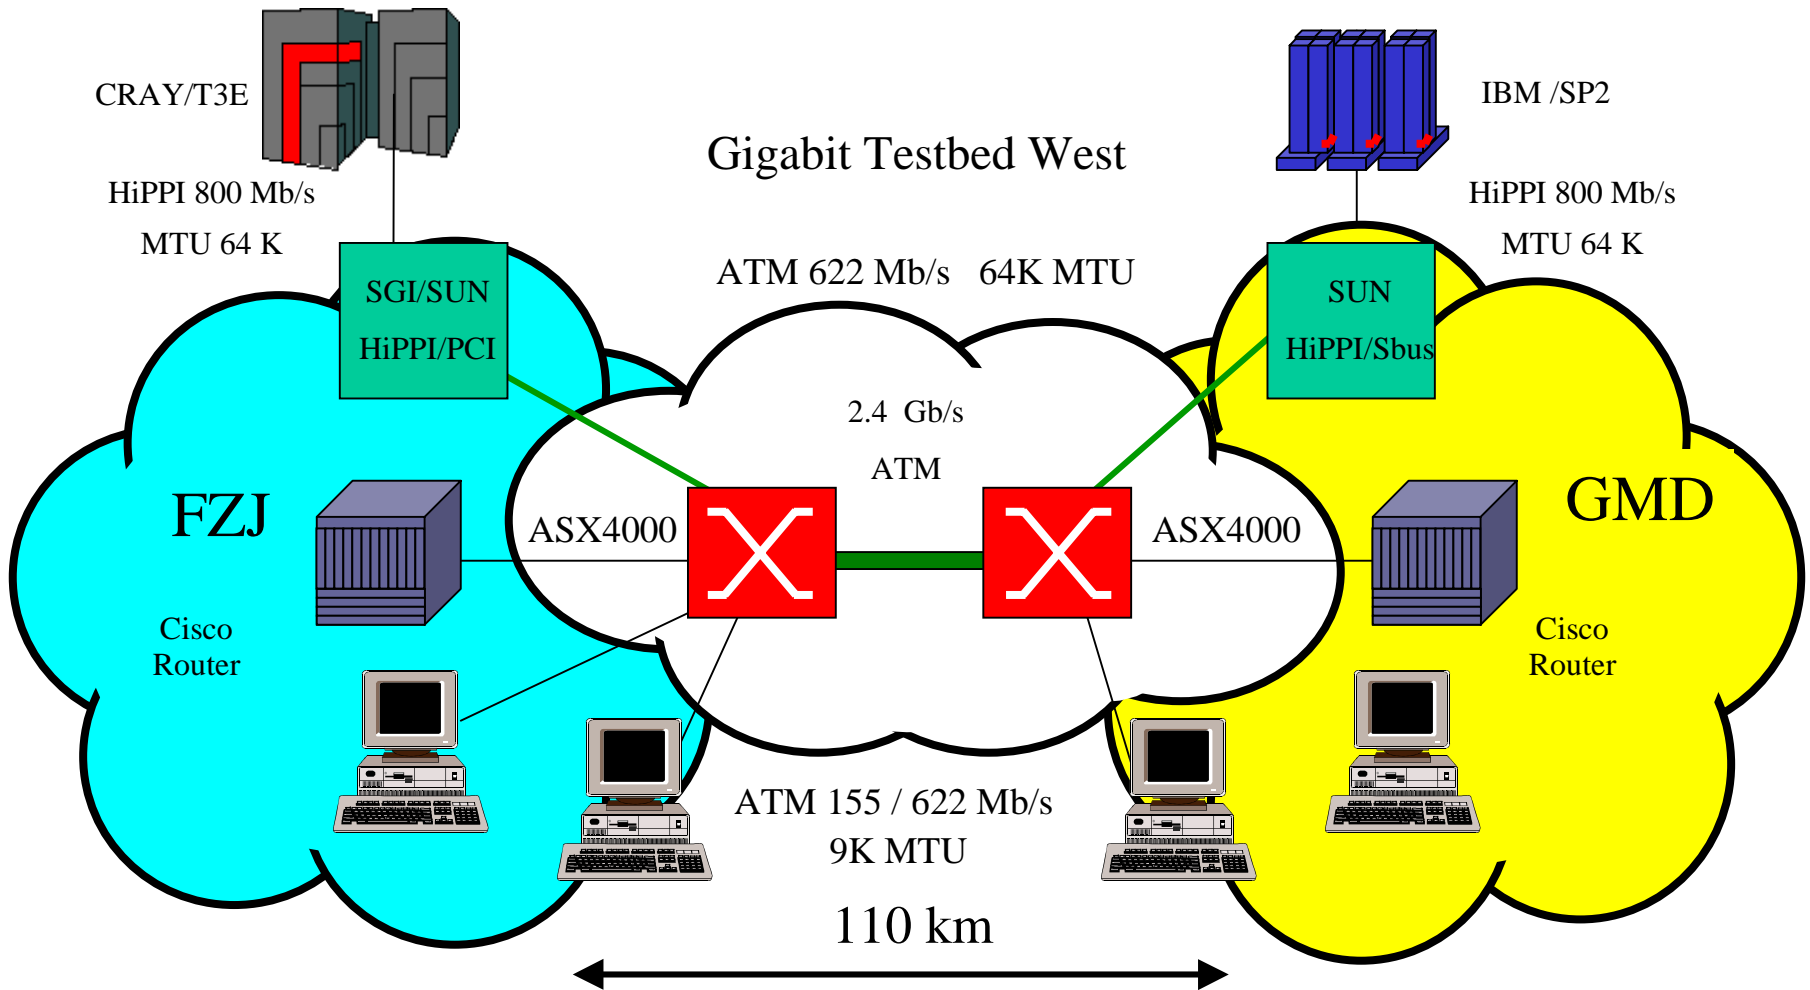 CRAY/T3E
IBM /SP2
Gigabit Testbed West
HiPPI 800 Mb/s
MTU 64 K
HiPPI 800 Mb/s
MTU 64 K
ATM 622 Mb/s 64K MTU
SGI/SUN
HiPPI/PCI
SUN
HiPPI/Sbus
2.4 Gb/s
ATM
FZJ
ASX4000
ASX4000
GMD
Cisco
Router
Cisco
Router
ATM 155 / 622 Mb/s
9K MTU
110 km